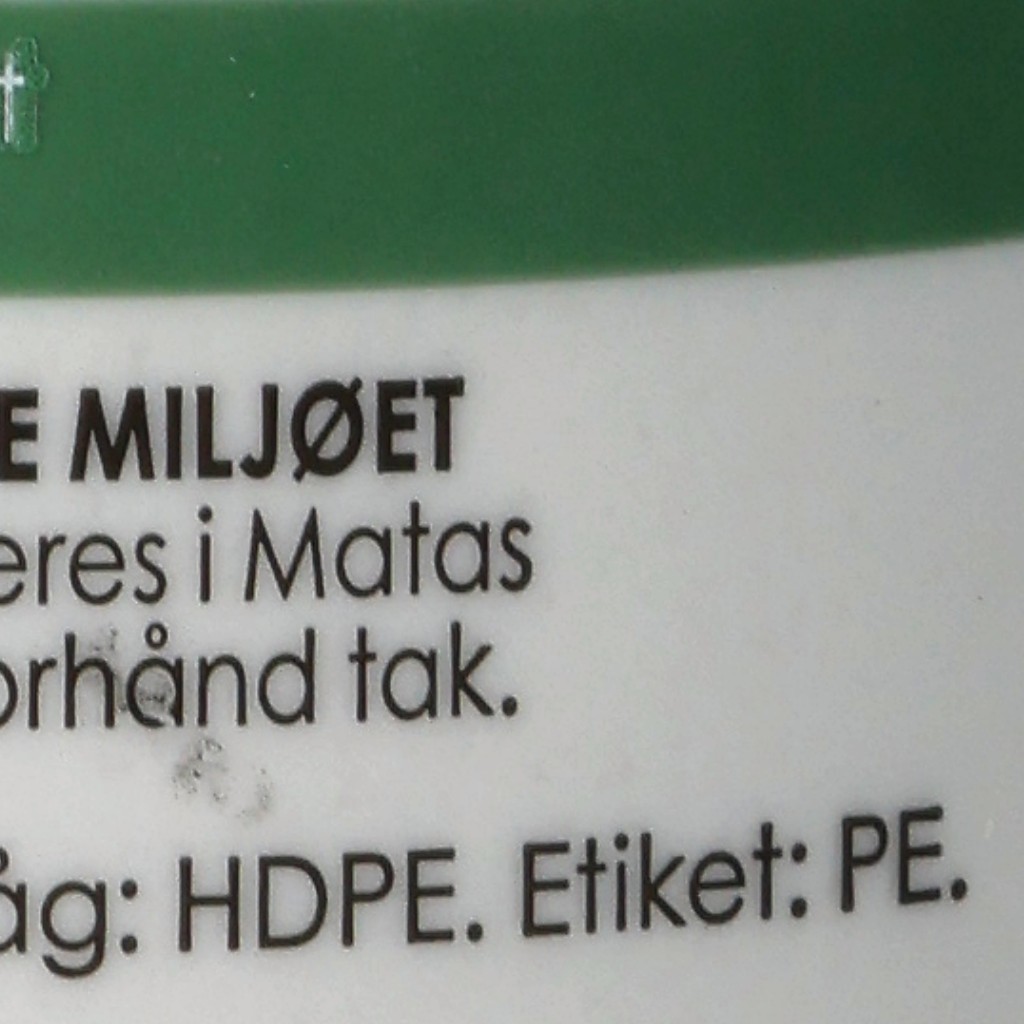 t
E MILJØET
eres i Matas
orhånd tak.
åg: HDPE. Etiket: PE.